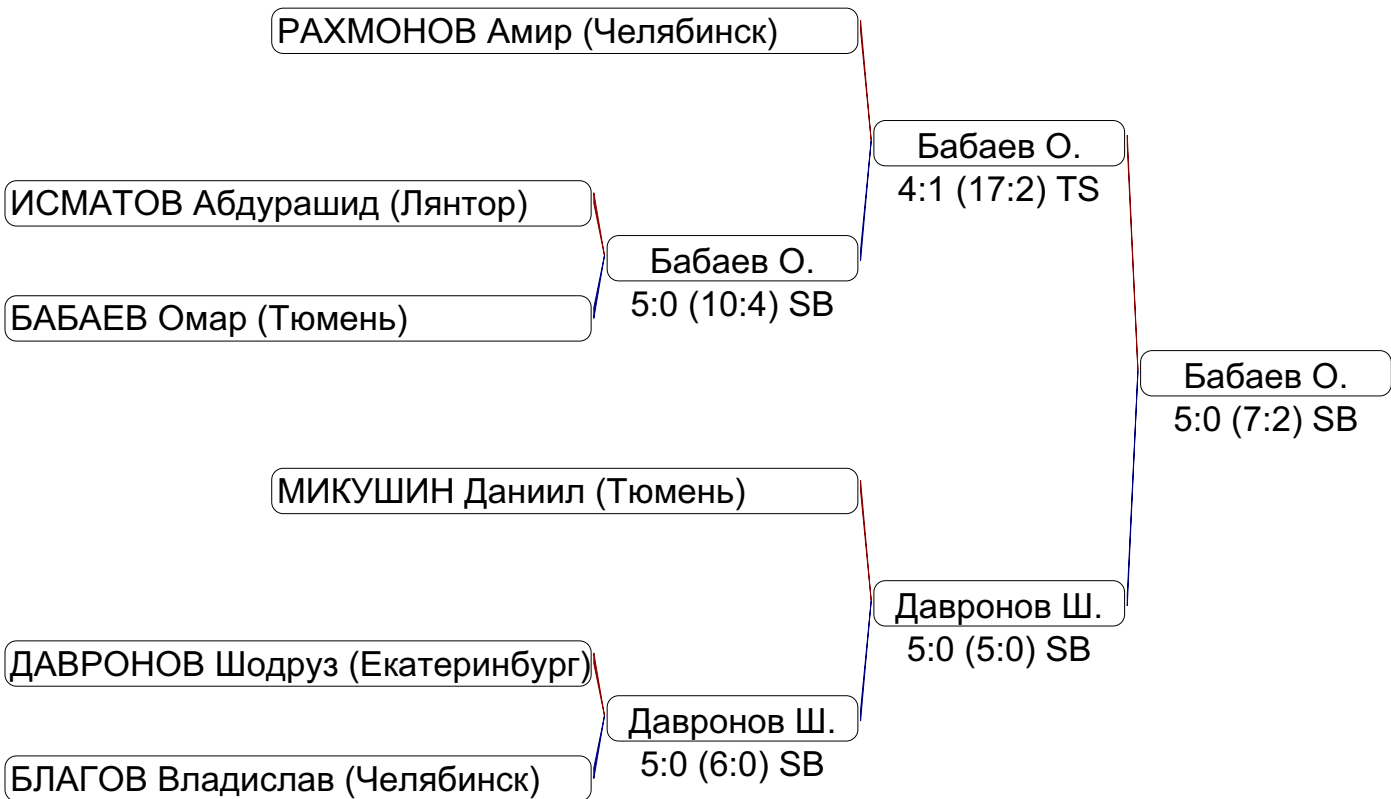 РАХМОНОВ Амир (Челябинск)
Бабаев О.
4:1 (17:2) TS
ИСМАТОВ Абдурашид (Лянтор)
Бабаев О.
5:0 (10:4) SB
БАБАЕВ Омар (Тюмень)
Бабаев О.
5:0 (7:2) SB
МИКУШИН Даниил (Тюмень)
Давронов Ш.
5:0 (5:0) SB
ДАВРОНОВ Шодруз (Екатеринбург)
Давронов Ш.
5:0 (6:0) SB
БЛАГОВ Владислав (Челябинск)